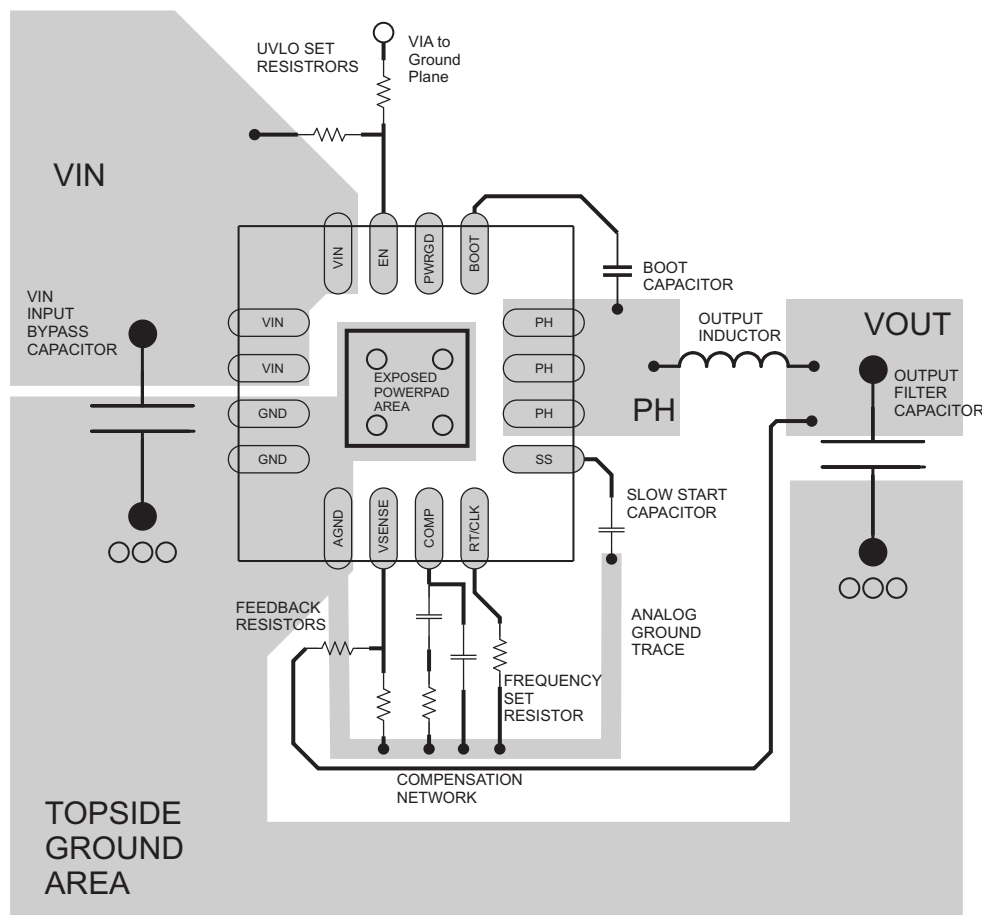 UVLO SET
RESISTRORS
VIA to
Ground
Plane
VIN
VIN
EN
PWRGD
BOOT
BOOT
CAPACITOR
VIN
INPUT
BYPASS
CAPACITOR
VIN
VIN
GND
GND
EXPOSED
POWERPAD
AREA
PH
PH
PH
SS
PH
OUTPUT
INDUCTOR
VOUT
OUTPUT
FILTER
CAPACITOR
SLOW START
CAPACITOR
AGND
VSENSE
COMP
RT/CLK
FEEDBACK
RESISTORS
ANALOG
GROUND
TRACE
FREQUENCY
SET
RESISTOR
COMPENSATION
NETWORK
TOPSIDE
GROUND
AREA